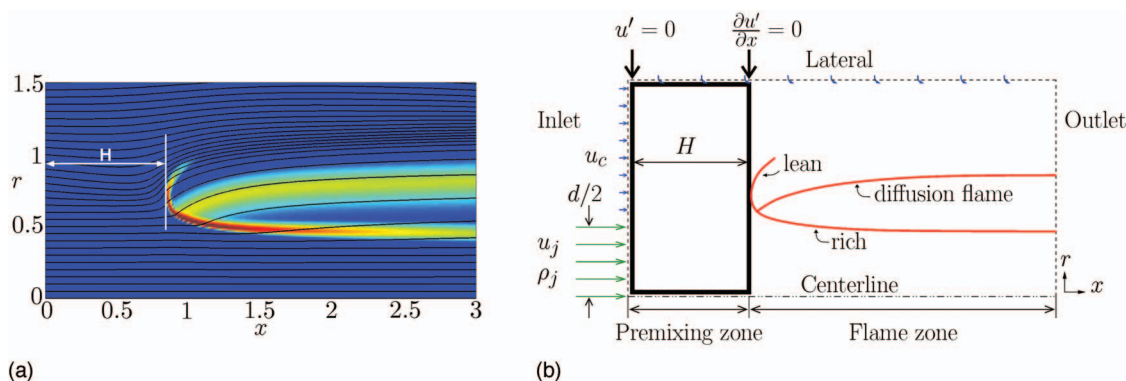 1.5
1
r
0.5
0
H
0 0.5 1 1.5 2 2.5 3
x
(a)
u′ = 0
∂u′/∂x = 0
Lateral
Inlet
Outlet
H
u_c
lean
d/2
diffusion flame
u_j
rich
ρ_j
r
Centerline
x
Premixing zone
Flame zone
(b)